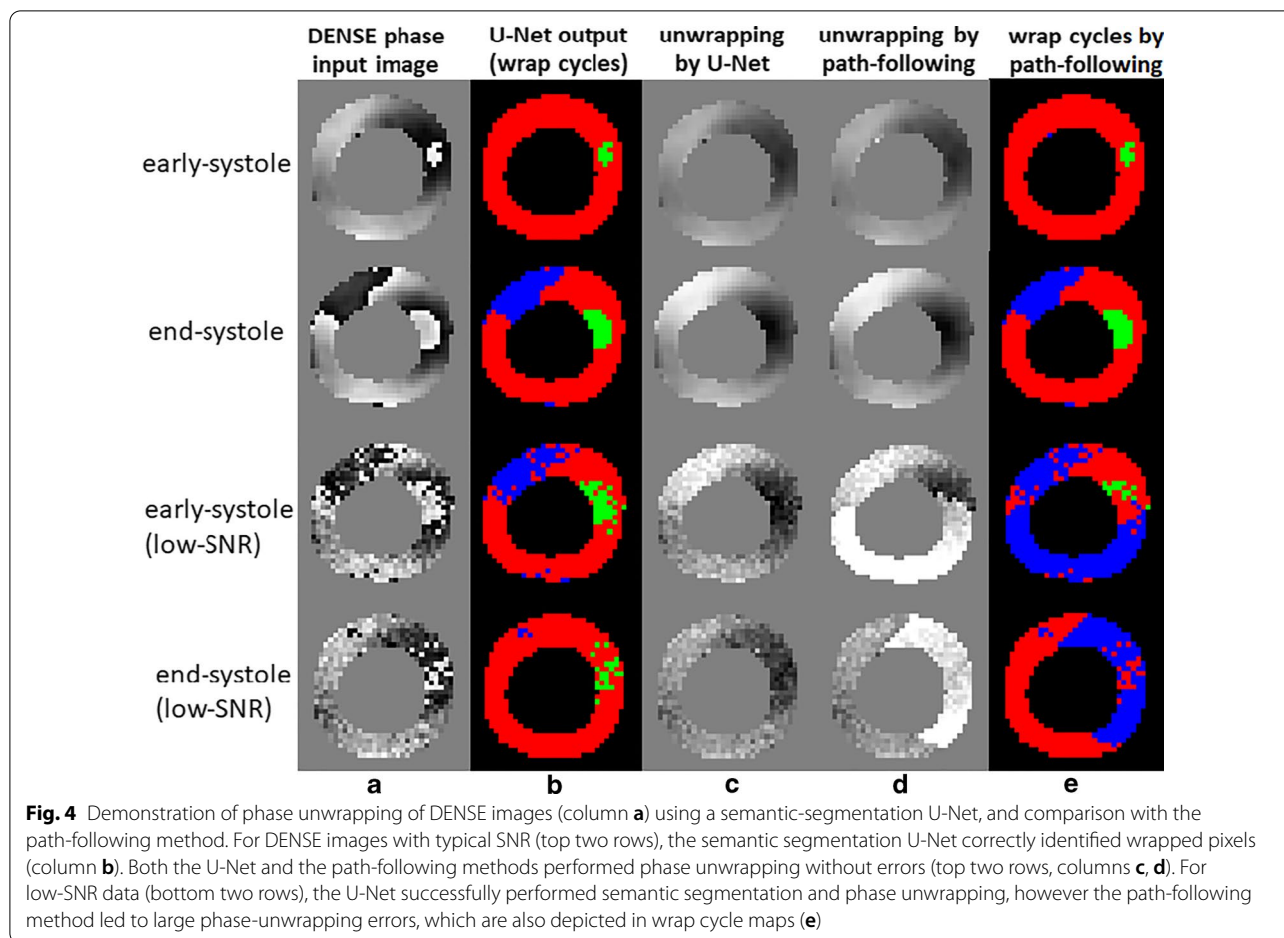 DENSE phase input image
U-Net output (wrap cycles)
unwrapping by U-Net
unwrapping by path-following
wrap cycles by path-following
early-systole
end-systole
early-systole
(low-SNR)
end-systole
(low-SNR)
a b c d e
Fig. 4 Demonstration of phase unwrapping of DENSE images (column a) using a semantic-segmentation U-Net, and comparison with the
path-following method. For DENSE images with typical SNR (top two rows), the semantic segmentation U-Net correctly identified wrapped pixels
(column b). Both the U-Net and the path-following methods performed phase unwrapping without errors (top two rows, columns c, d). For
low-SNR data (bottom two rows), the U-Net successfully performed semantic segmentation and phase unwrapping, however the path-following
method led to large phase-unwrapping errors, which are also depicted in wrap cycle maps (e)